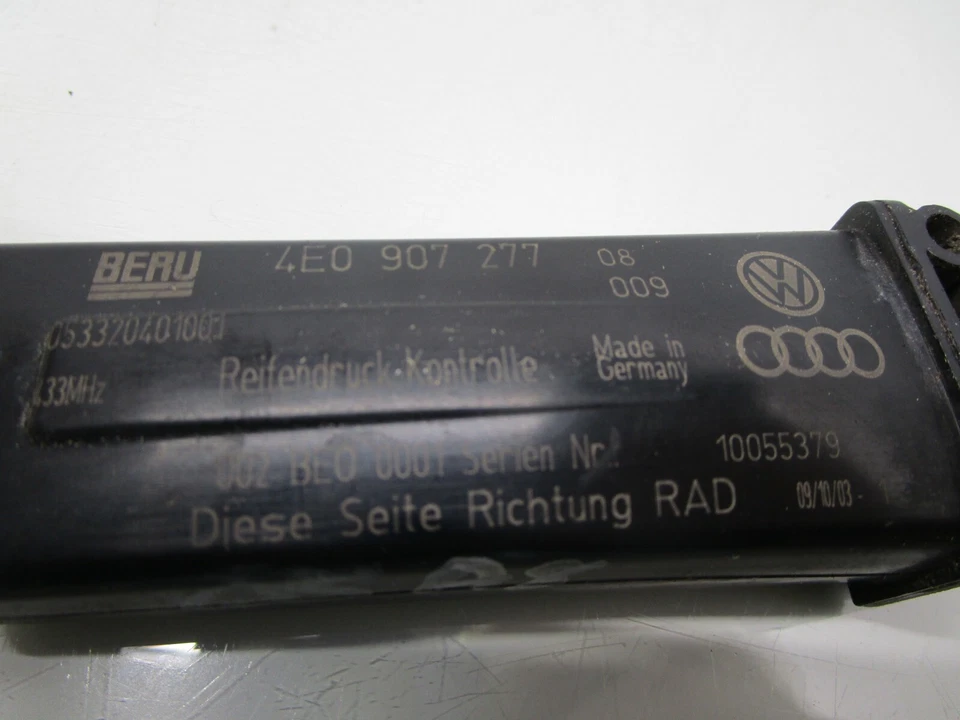 BERU
4E0 907 277
08
009
0533204010
433MHz
Reifendruck-Kontrolle
Made in
Germany
002 BE0 0001 Serien Nr.:
10055379
Diese Seite Richtung RAD
09/10/03